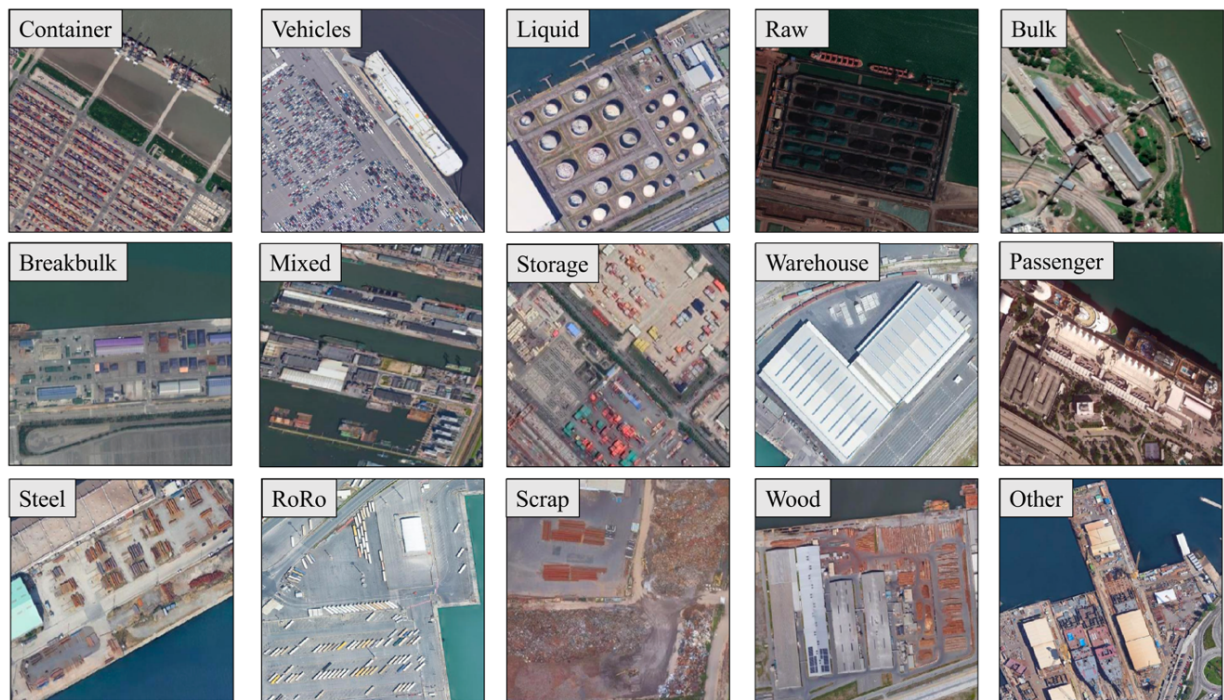 Container
Vehicles
Liquid
Raw
Bulk
Breakbulk
Mixed
Storage
Warehouse
Passenger
Steel
RoRo
Scrap
Wood
Other